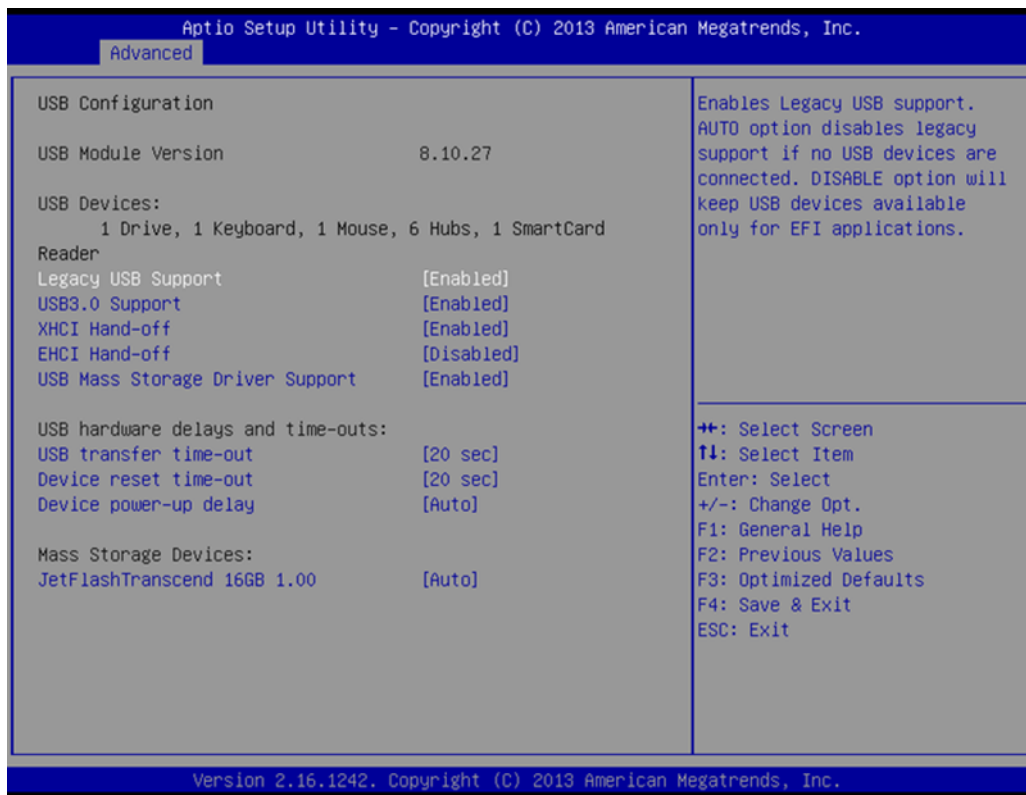 Aptio Setup Utility – Copyright (C) 2013 American Megatrends, Inc.
Advanced
USB Configuration
USB Module Version 8.10.27
USB Devices:
1 Drive, 1 Keyboard, 1 Mouse, 6 Hubs, 1 SmartCard
Reader
Legacy USB Support [Enabled]
USB3.0 Support [Enabled]
XHCI Hand-off [Enabled]
EHCI Hand-off [Disabled]
USB Mass Storage Driver Support [Enabled]
USB hardware delays and time-outs:
USB transfer time-out [20 sec]
Device reset time-out [20 sec]
Device power-up delay [Auto]
Mass Storage Devices:
JetFlashTranscend 16GB 1.00 [Auto]
Enables Legacy USB support.
AUTO option disables legacy
support if no USB devices are
connected. DISABLE option will
keep USB devices available
only for EFI applications.
→←: Select Screen
↑↓: Select Item
Enter: Select
+/-: Change Opt.
F1: General Help
F2: Previous Values
F3: Optimized Defaults
F4: Save & Exit
ESC: Exit
Version 2.16.1242. Copyright (C) 2013 American Megatrends, Inc.